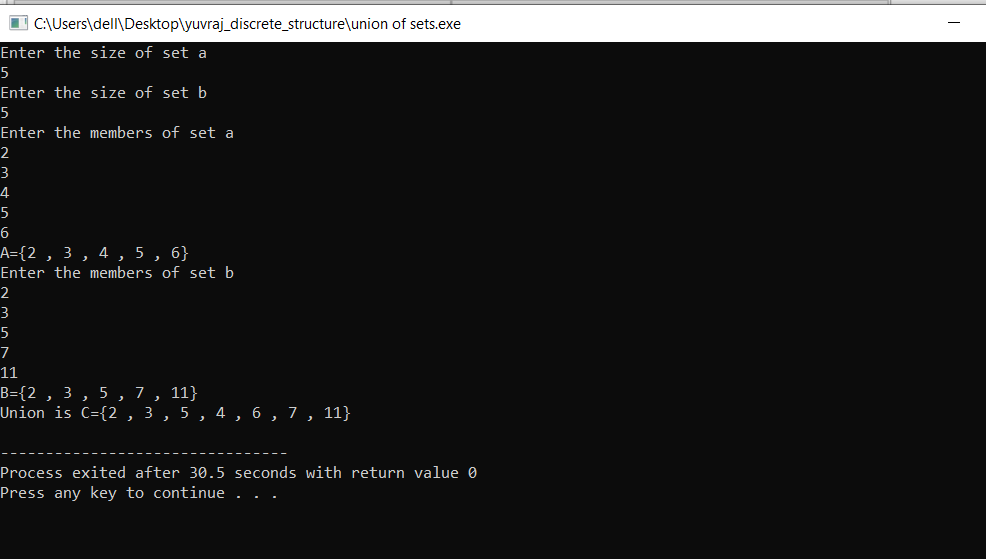 C:\Users\dell\Desktop\yuvraj_discrete_structure\union of sets.exe
Enter the size of set a
5
Enter the size of set b
5
Enter the members of set a
2
3
4
5
6
A={2 , 3 , 4 , 5 , 6}
Enter the members of set b
2
3
5
7
11
B={2 , 3 , 5 , 7 , 11}
Union is C={2 , 3 , 5 , 4 , 6 , 7 , 11}
--------------------------------
Process exited after 30.5 seconds with return value 0
Press any key to continue . . .